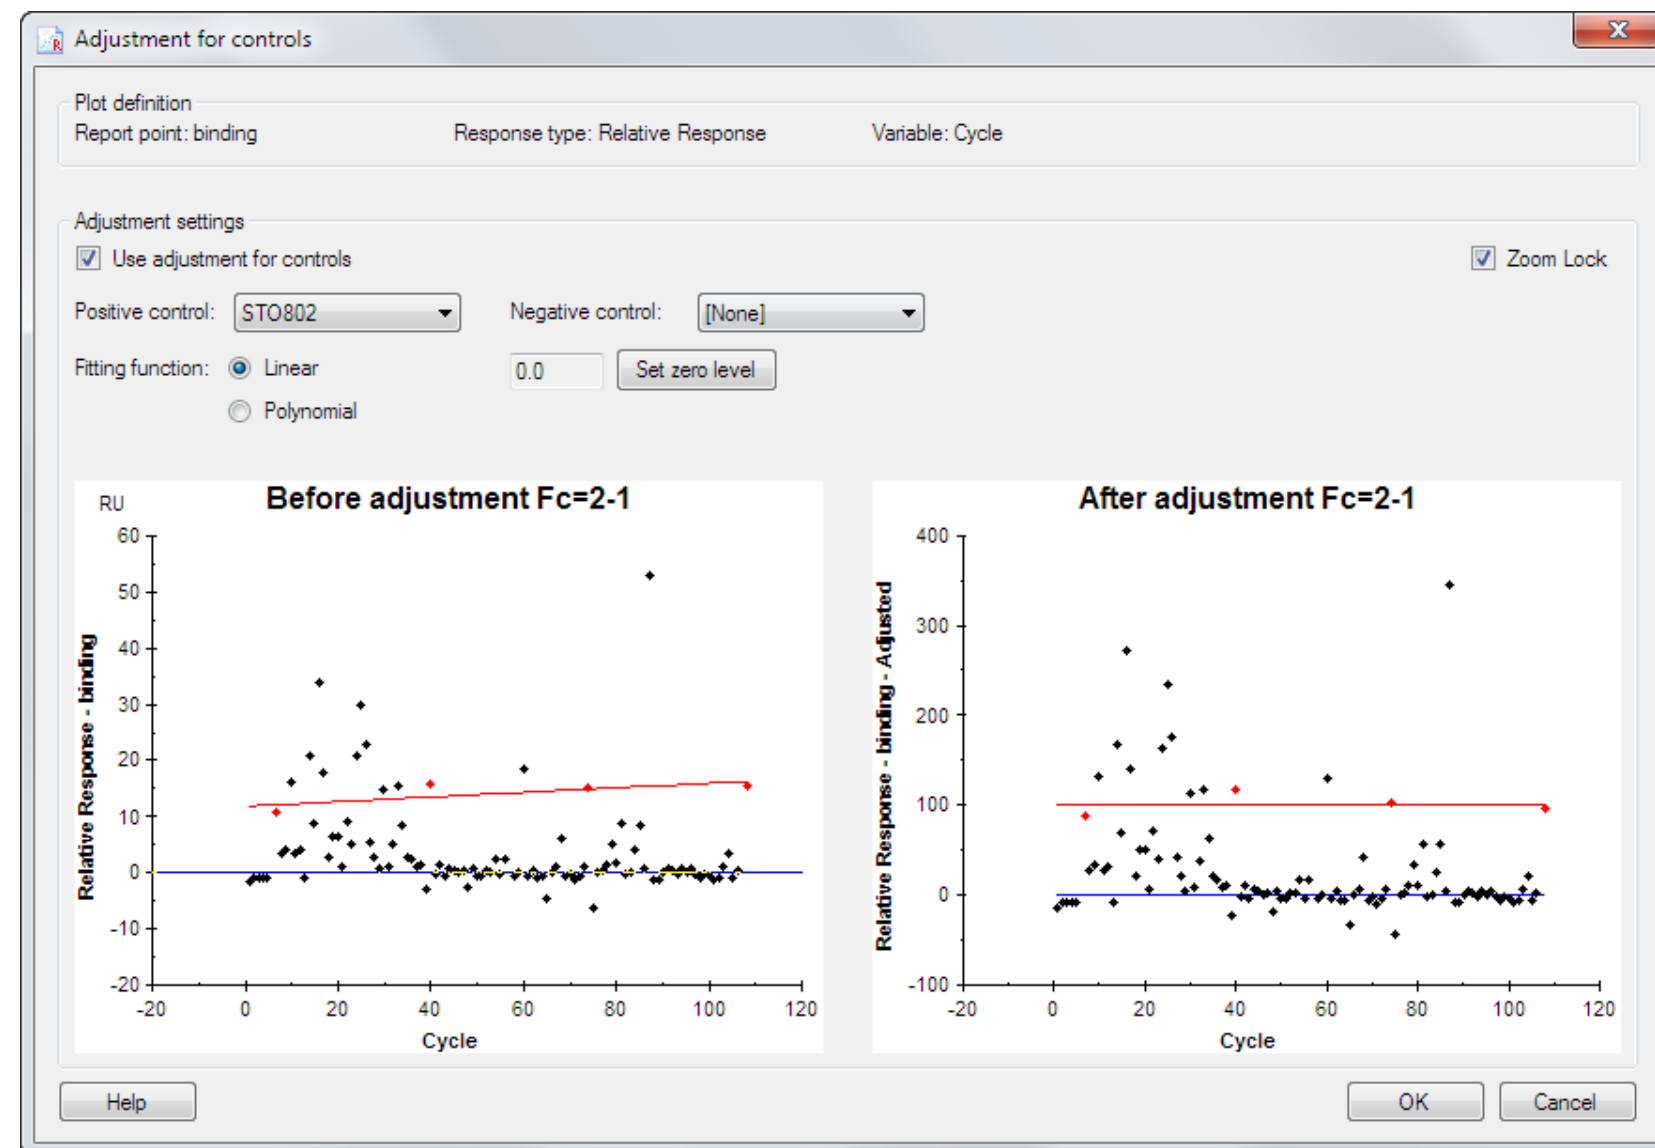 Adjustment for controls
Plot definition
Report point: binding Response type: Relative Response Variable: Cycle
Adjustment settings
Use adjustment for controls Zoom Lock
Positive control: STO802 Negative control: [None]
Fitting function: Linear 0.0 Set zero level
Polynomial
RU Before adjustment Fc=2-1
60
50
40
30
20
10
0
-10
-20
Relative Response - binding
-20 0 20 40 60 80 100 120
Cycle
After adjustment Fc=2-1
400
300
200
100
0
-100
Relative Response - binding - Adjusted
-20 0 20 40 60 80 100 120
Cycle
Help OK Cancel